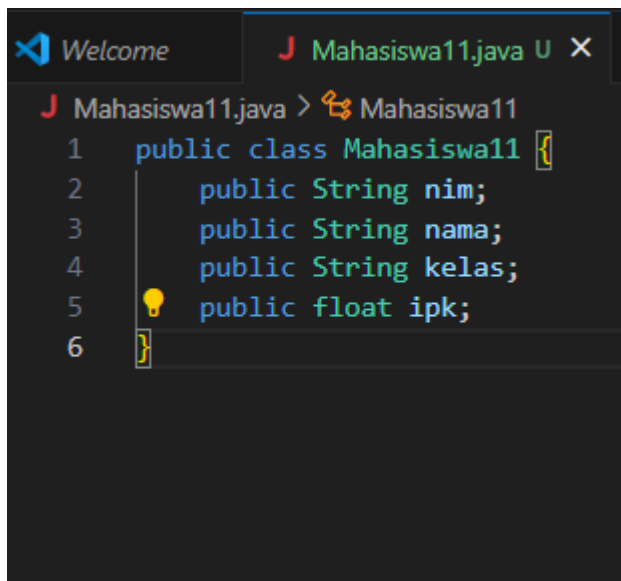 Welcome Mahasiswa11.java U
Mahasiswa11.java > Mahasiswa11
1 public class Mahasiswa11 {
2 public String nim;
3 public String nama;
4 public String kelas;
5 public float ipk;
6 }